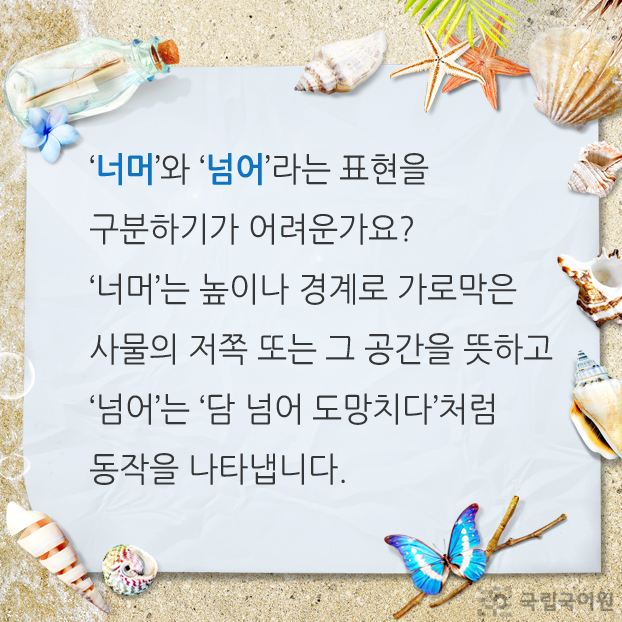 ‘너머’와 ‘넘어’라는 표현을
구분하기가 어려운가요?
‘너머’는 높이나 경계로 가로막은
사물의 저쪽 또는 그 공간을 뜻하고
‘넘어’는 ‘담 넘어 도망치다’처럼
동작을 나타냅니다.
국립국어원